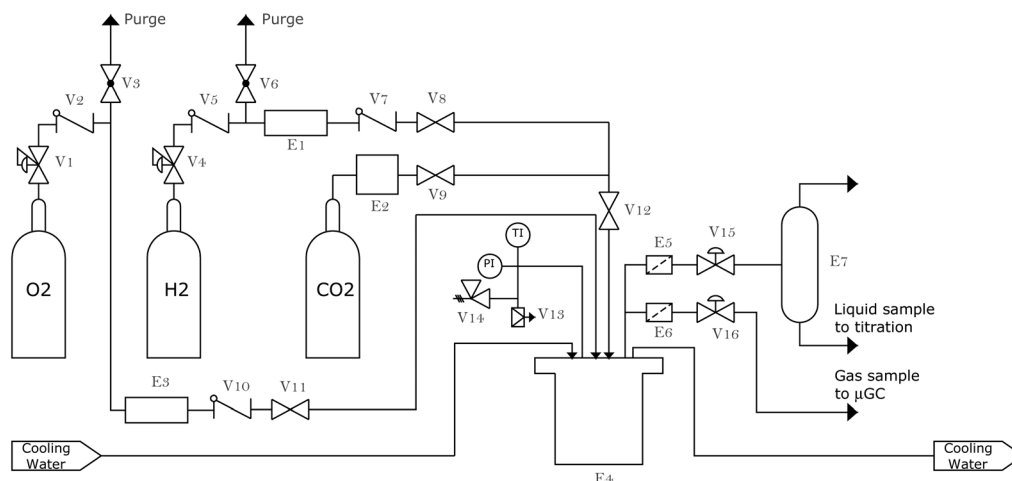 Purge
Purge
V3
V6
V2
V5
V7
V8
V1
V4
E1
E2
V9
V12
TI
PI
E5
V15
E7
O2
H2
CO2
V14
V13
E6
V16
Liquid sample
to titration
E3
V10
V11
Gas sample
to μGC
Cooling
Water
E4
Cooling
Water